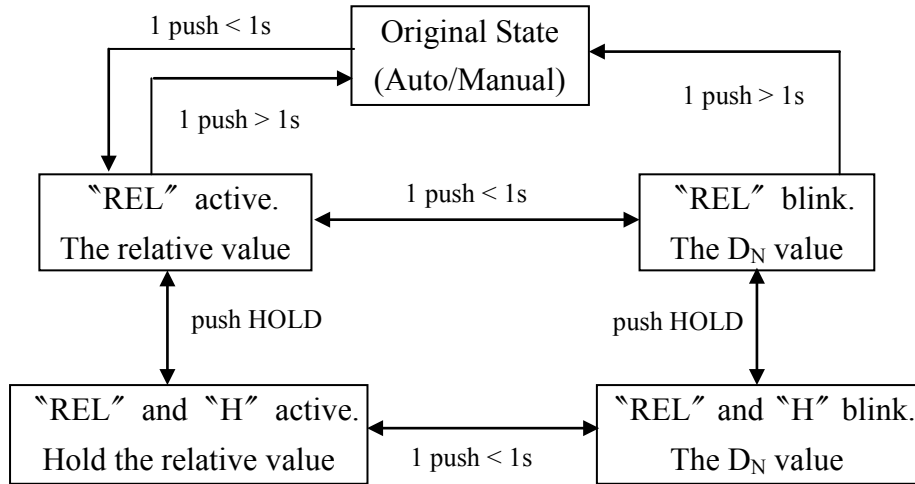 1 push < 1s
Original State
(Auto/Manual)
1 push > 1s
1 push > 1s
〝REL〞 active.
The relative value
1 push < 1s
〝REL〞 blink.
The D_N value
push HOLD
push HOLD
〝REL〞 and 〝H〞 active.
Hold the relative value
1 push < 1s
〝REL〞 and 〝H〞 blink.
The D_N value